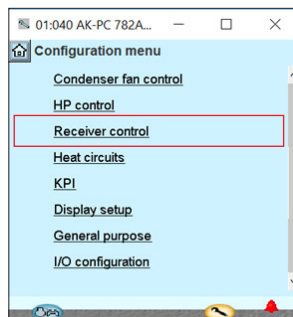 01:040 AK-PC 782A...
Configuration menu
Condenser fan control
HP control
Receiver control
Heat circuits
KPI
Display setup
General purpose
I/O configuration